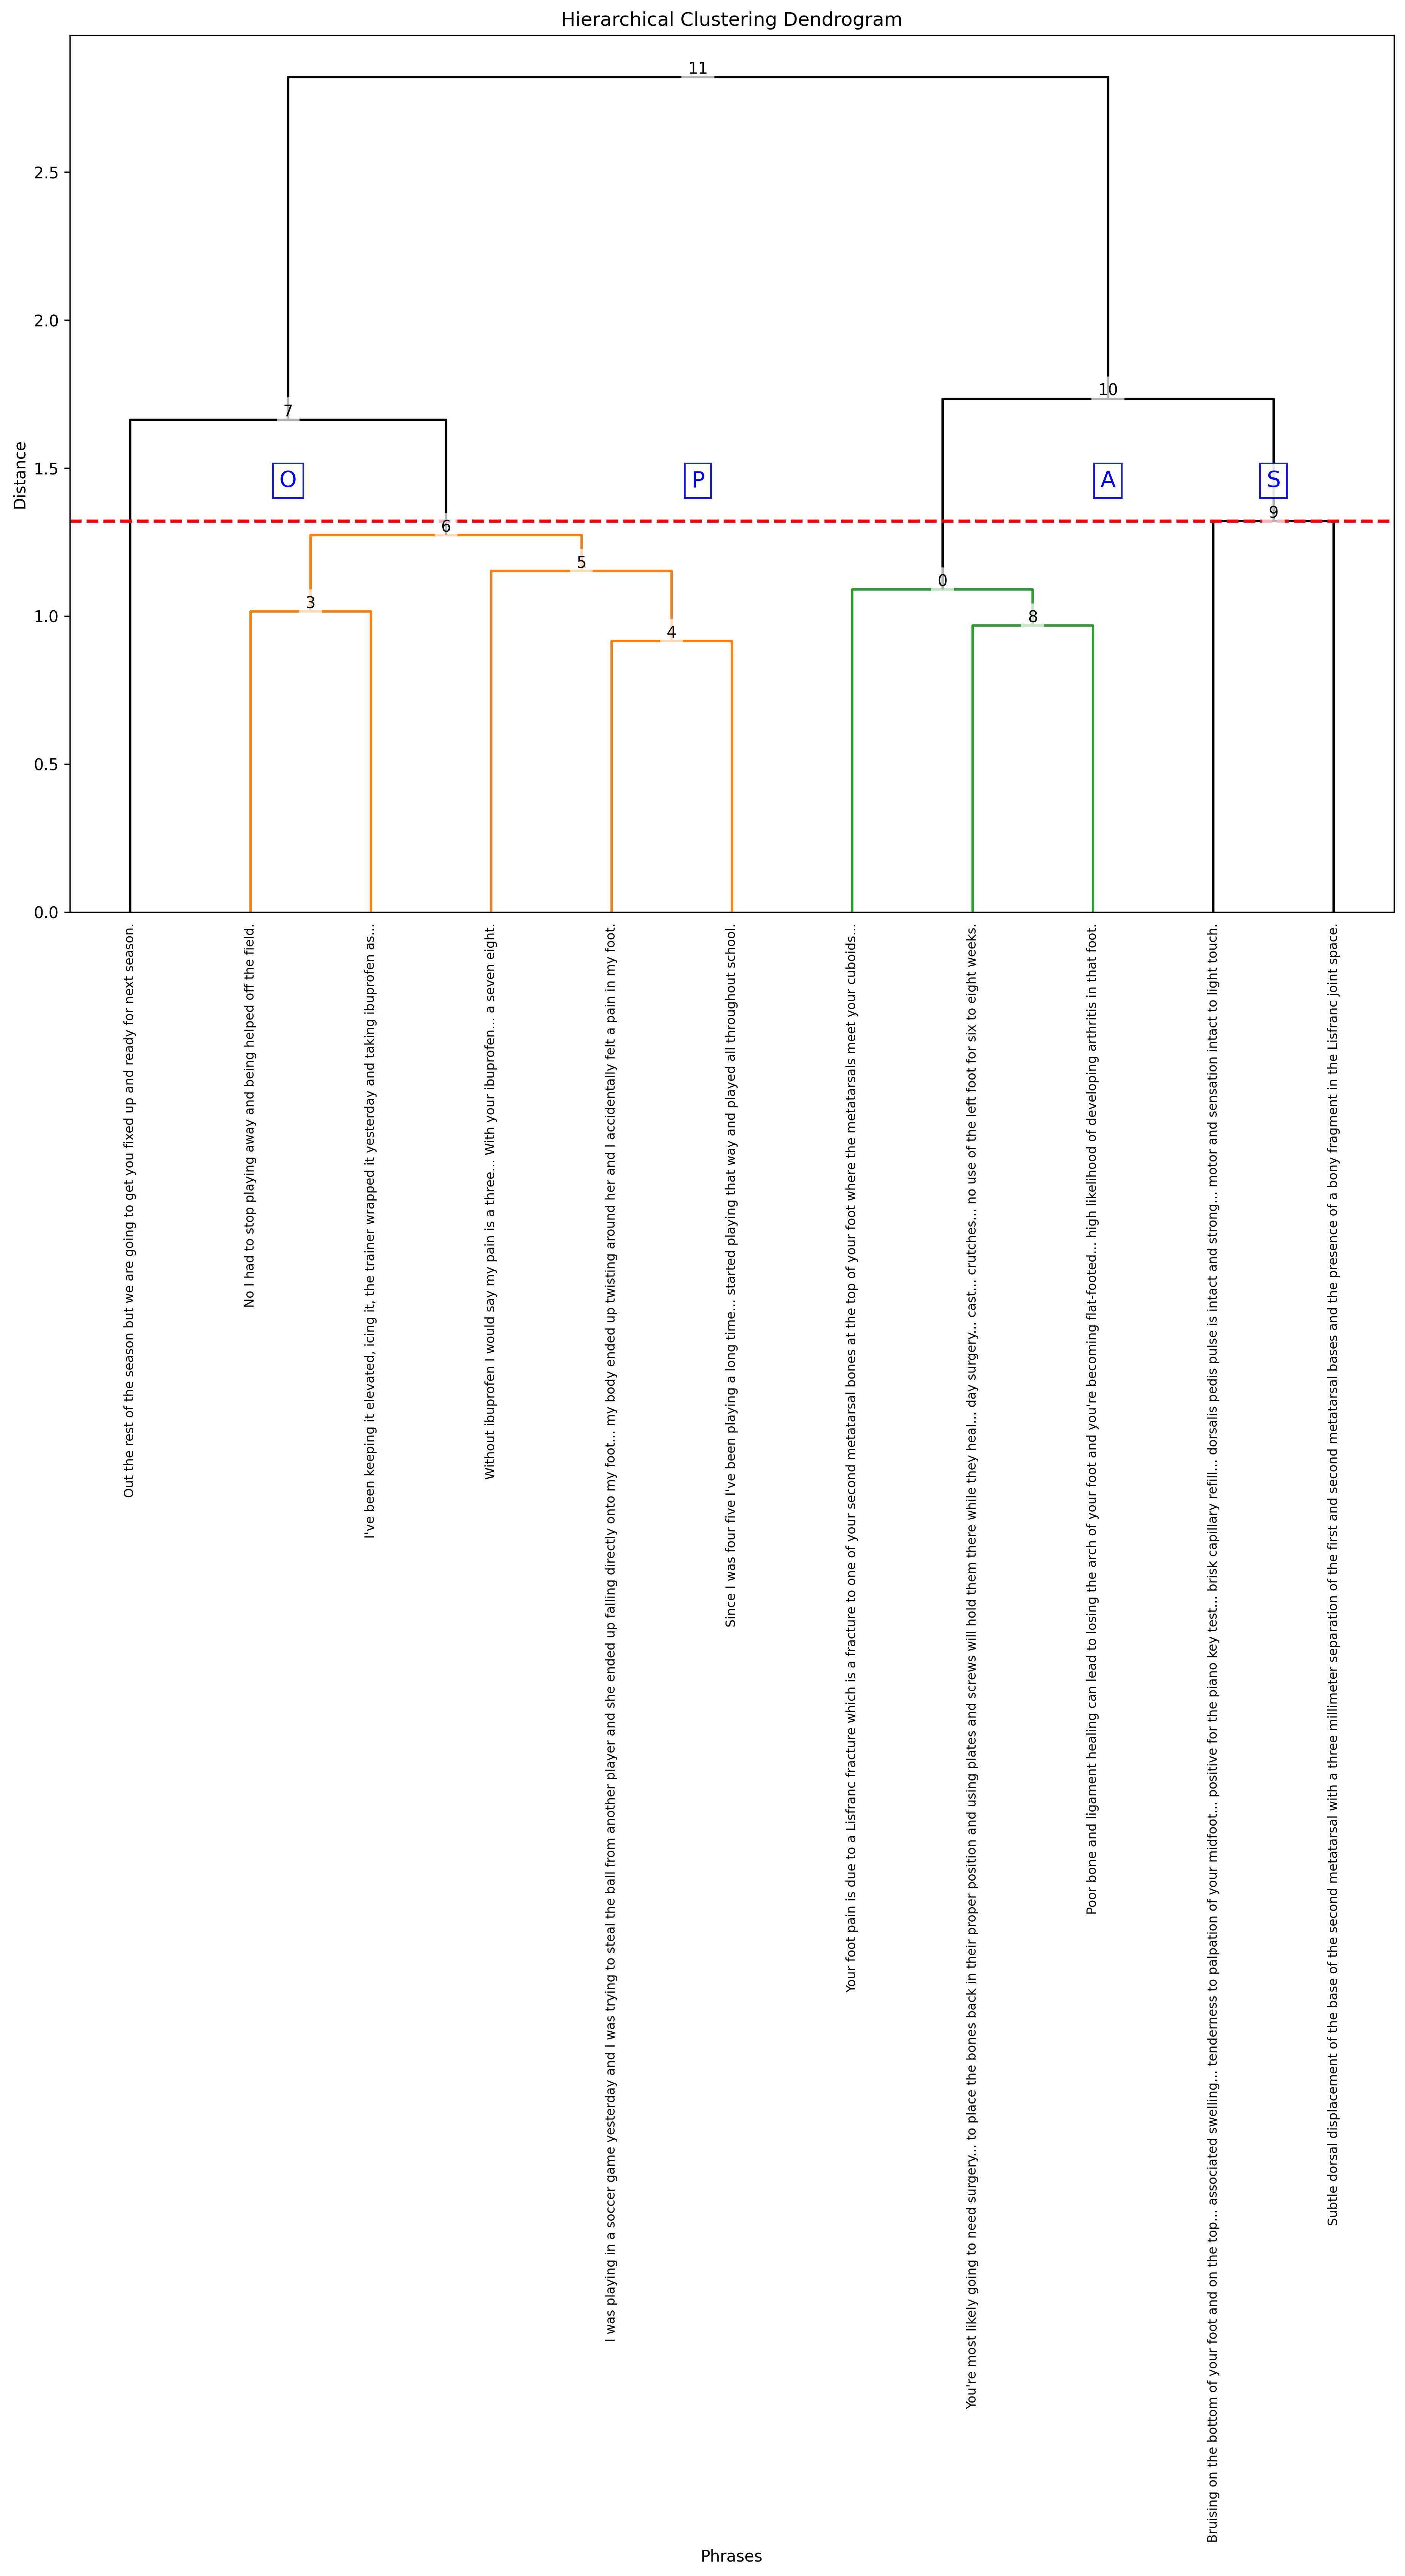 Hierarchical Clustering Dendrogram
11
2.5
2.0
10
7
Distance
1.5
O
P
A
S
9
6
5
0
3
8
1.0
4
0.5
0.0
Out the rest of the season but we are going to get you fixed up and ready for next season.
No I had to stop playing away and being helped off the field.
I've been keeping it elevated, icing it, the trainer wrapped it yesterday and taking ibuprofen as...
Without ibuprofen I would say my pain is a three... With your ibuprofen... a seven eight.
I was playing in a soccer game yesterday and I was trying to steal the ball from another player and she ended up falling directly onto my foot... my body ended up twisting around her and I accidentally felt a pain in my foot.
Since I was four five I've been playing a long time... started playing that way and played all throughout school.
Your foot pain is due to a Lisfranc fracture which is a fracture to one of your second metatarsal bones at the top of your foot where the metatarsals meet your cuboids...
You're most likely going to need surgery... to place the bones back in their proper position and using plates and screws will hold them there while they heal... day surgery... cast... crutches... no use of the left foot for six to eight weeks.
Poor bone and ligament healing can lead to losing the arch of your foot and you're becoming flat-footed... high likelihood of developing arthritis in that foot.
Bruising on the bottom of your foot and on the top... associated swelling... tenderness to palpation of your midfoot... positive for the piano key test... brisk capillary refill... dorsalis pedis pulse is intact and strong... motor and sensation intact to light touch.
Subtle dorsal displacement of the base of the second metatarsal with a three millimeter separation of the first and second metatarsal bases and the presence of a bony fragment in the Lisfranc joint space.
Phrases